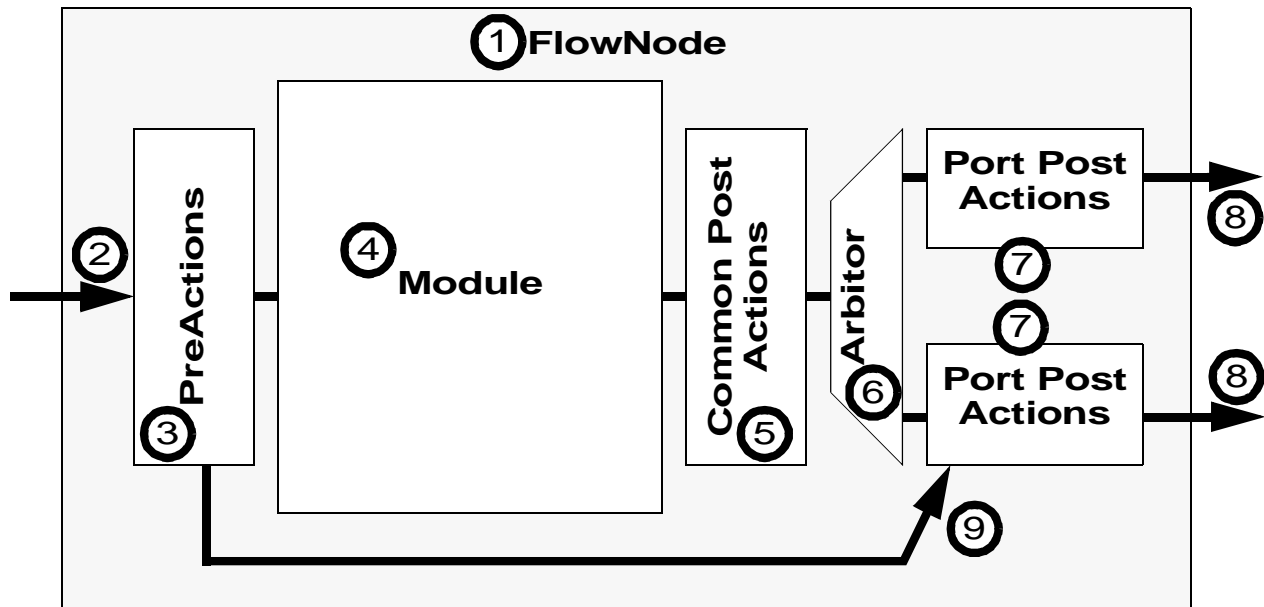 1 FlowNode
2
PreActions
3
4
Module
Common Post
Actions
5
Arbitor
6
Port Post
Actions
7
8
7
Port Post
Actions
8
9